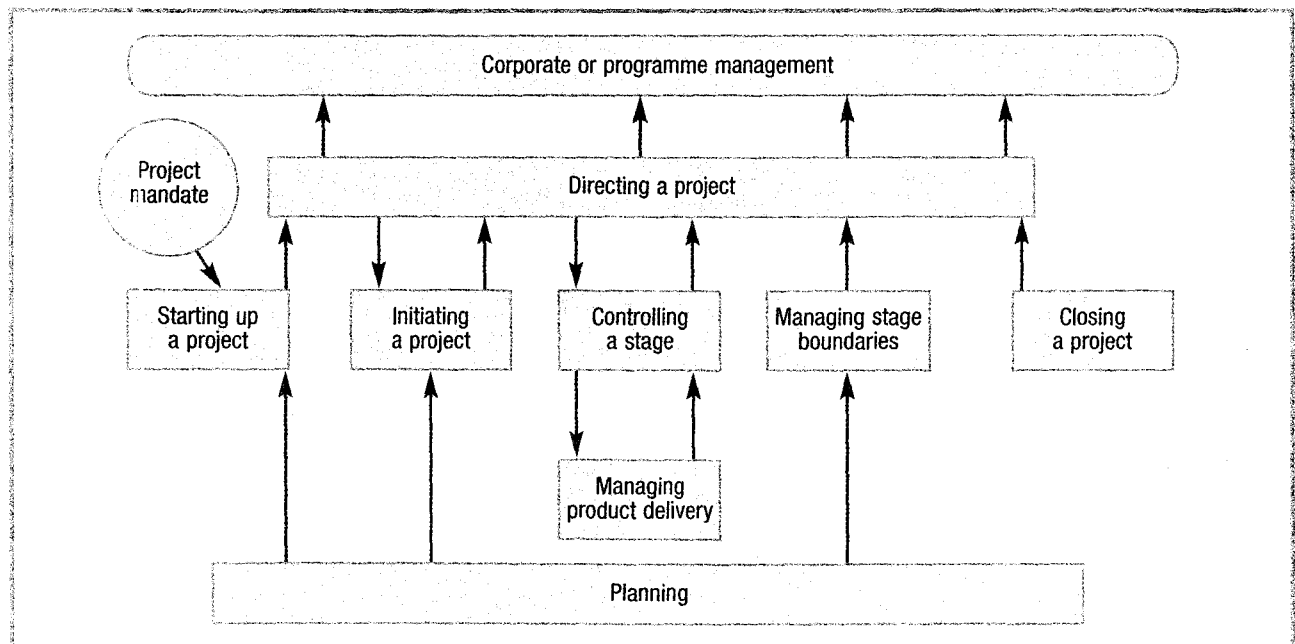 Corporate or programme management
Project
mandate
Directing a project
Starting up
a project
Initiating
a project
Controlling
a stage
Managing stage
boundaries
Closing
a project
Managing
product delivery
Planning